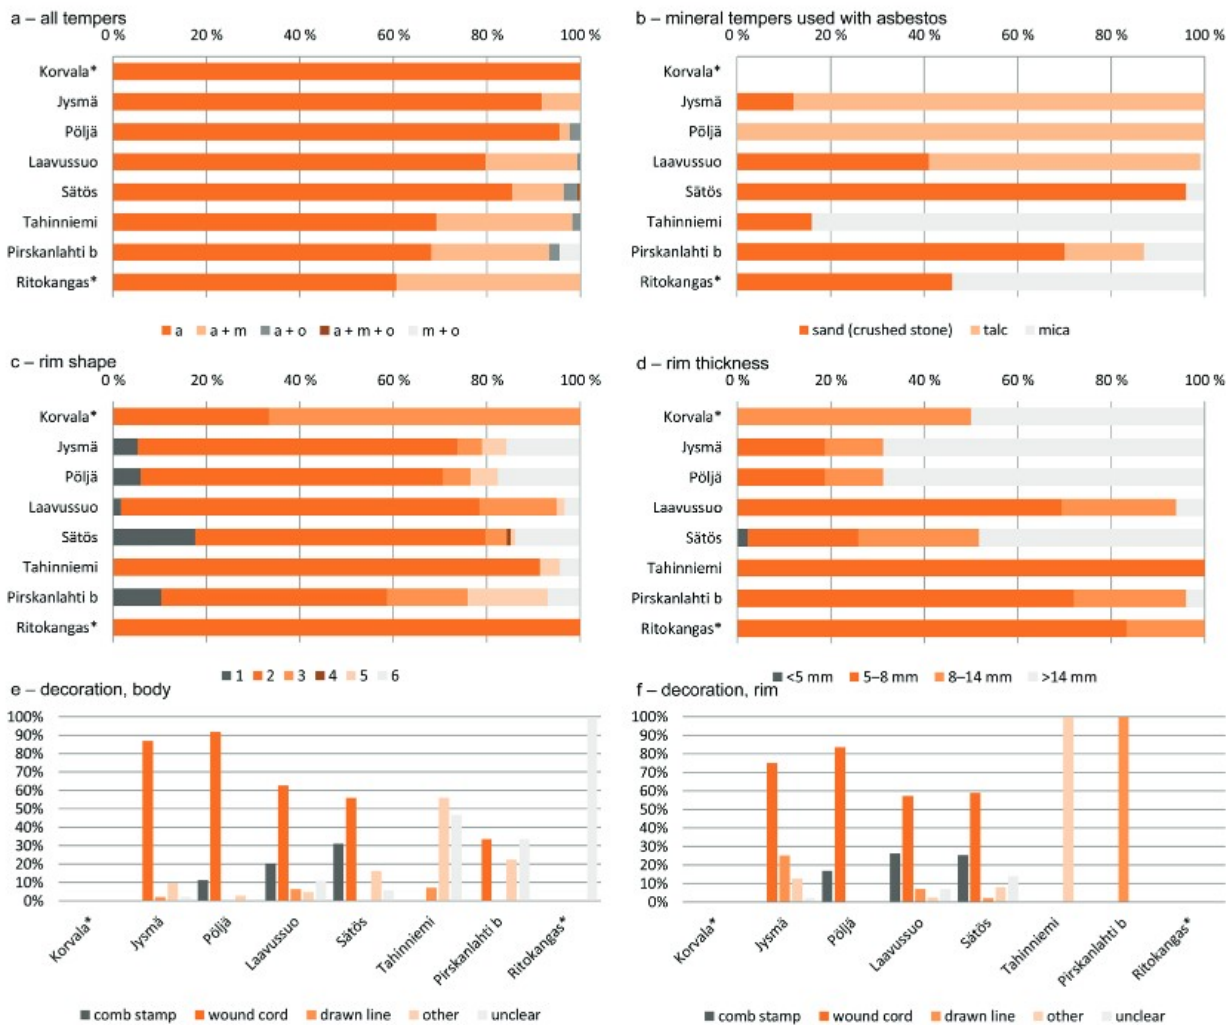 a – all tempers
0 % 20 % 40 % 60 % 80 % 100 %
Korvala*
Jysmä
Pöljä
Laavussuo
Sätös
Tahinniemi
Pirskanlahti b
Ritokangas*
a a + m a + o a + m + o m + o
b – mineral tempers used with asbestos
0 % 20 % 40 % 60 % 80 % 100 %
Korvala*
Jysmä
Pöljä
Laavussuo
Sätös
Tahinniemi
Pirskanlahti b
Ritokangas*
sand (crushed stone) talc mica
c – rim shape
0 % 20 % 40 % 60 % 80 % 100 %
Korvala*
Jysmä
Pöljä
Laavussuo
Sätös
Tahinniemi
Pirskanlahti b
Ritokangas*
1 2 3 4 5 6
d – rim thickness
0 % 20 % 40 % 60 % 80 % 100 %
Korvala*
Jysmä
Pöljä
Laavussuo
Sätös
Tahinniemi
Pirskanlahti b
Ritokangas*
<5 mm 5–8 mm 8–14 mm >14 mm
e – decoration, body
100%
90%
80%
70%
60%
50%
40%
30%
20%
10%
0%
Korvala* Jysmä Pöljä Laavussuo Sätös Tahinniemi Pirskanlahti b Ritokangas*
comb stamp wound cord drawn line other unclear
f – decoration, rim
100%
90%
80%
70%
60%
50%
40%
30%
20%
10%
0%
Korvala* Jysmä Pöljä Laavussuo Sätös Tahinniemi Pirskanlahti b Ritokangas*
comb stamp wound cord drawn line other unclear